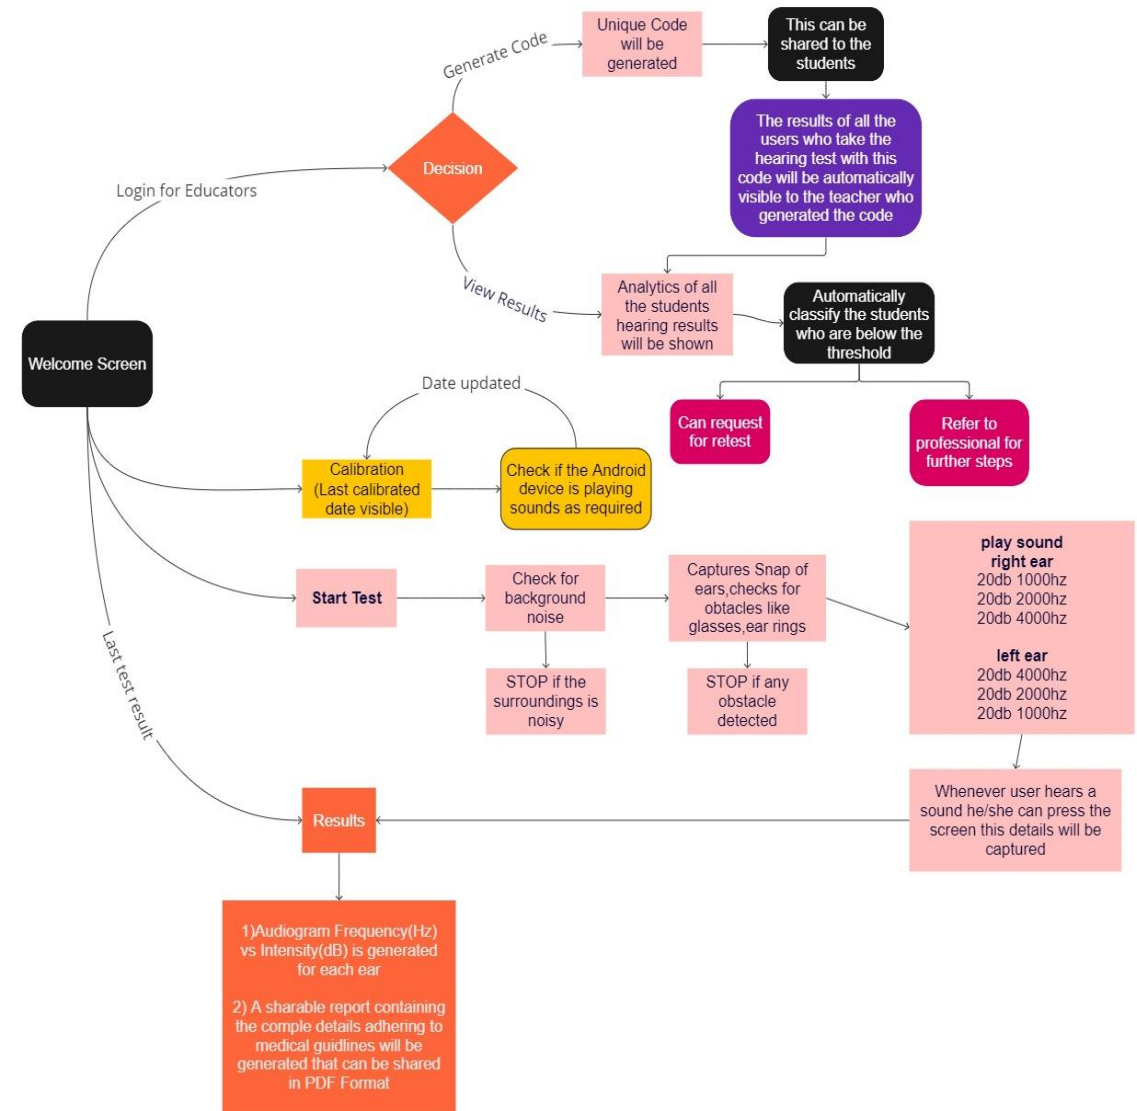 Unique Code
will be
generated
This can be
shared to the
students
Generate Code
The results of all the
users who take the
hearing test with this
code will be automatically
visible to the teacher who
generated the code
Decision
Login for Educators
View Results
Analytics of all
the students
hearing results
will be shown
Automatically
classify the students
who are below the
threshold
Welcome Screen
Date updated
Can request
for retest
Refer to
professional for
further steps
Calibration
(Last calibrated
date visible)
Check if the Android
device is playing
sounds as required
Start Test
Check for
background
noise
Captures Snap of
ears,checks for
obtacles like
glasses,ear rings
play sound
right ear
20db 1000hz
20db 2000hz
20db 4000hz
left ear
20db 4000hz
20db 2000hz
20db 1000hz
STOP if the
surroundings is
noisy
STOP if any
obstacle
detected
Last test result
Results
Whenever user hears a
sound he/she can press the
screen this details will be
captured
1)Audiogram Frequency(Hz)
vs Intensity(dB) is generated
for each ear
2) A sharable report containing
the comple details adhering to
medical guidlines will be
generated that can be shared
in PDF Format